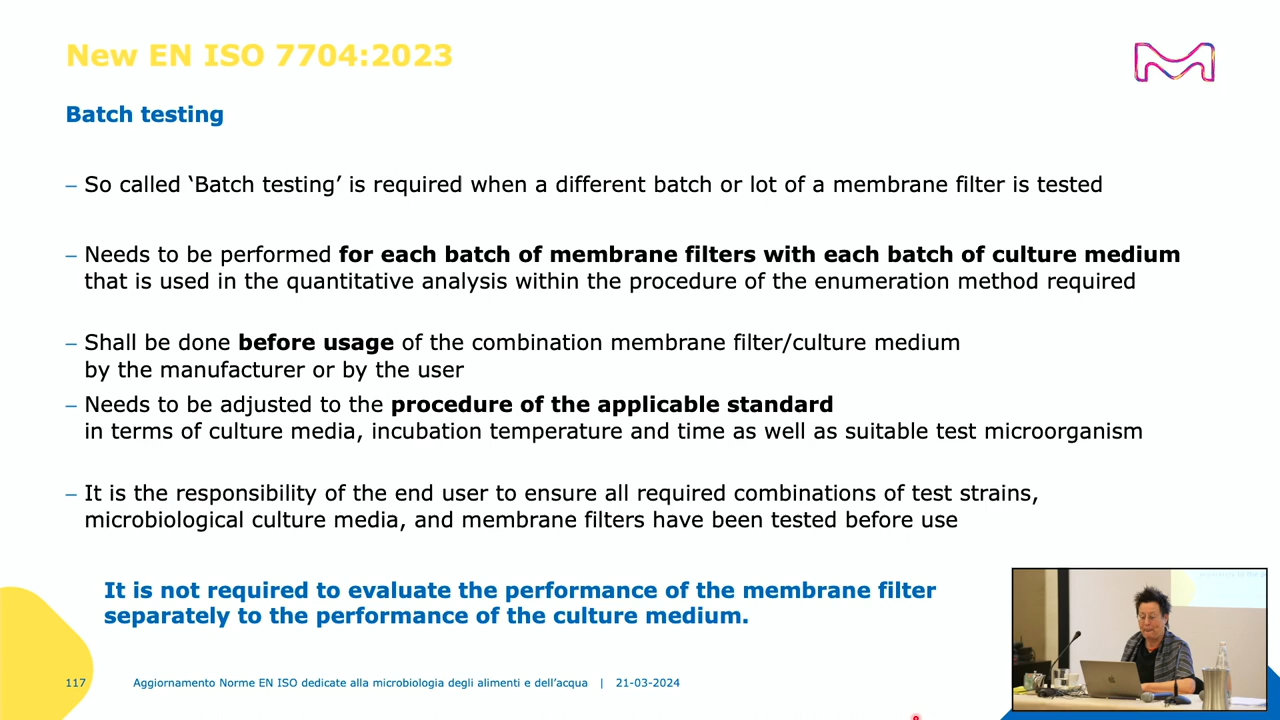 New EN ISO 7704:2023
Batch testing
– So called ‘Batch testing’ is required when a different batch or lot of a membrane filter is tested
– Needs to be performed for each batch of membrane filters with each batch of culture medium
that is used in the quantitative analysis within the procedure of the enumeration method required
– Shall be done before usage of the combination membrane filter/culture medium
by the manufacturer or by the user
– Needs to be adjusted to the procedure of the applicable standard
in terms of culture media, incubation temperature and time as well as suitable test microorganism
– It is the responsibility of the end user to ensure all required combinations of test strains,
microbiological culture media, and membrane filters have been tested before use
It is not required to evaluate the performance of the membrane filter
separately to the performance of the culture medium.
117 Aggiornamento Norme EN ISO dedicate alla microbiologia degli alimenti e dell’acqua | 21-03-2024